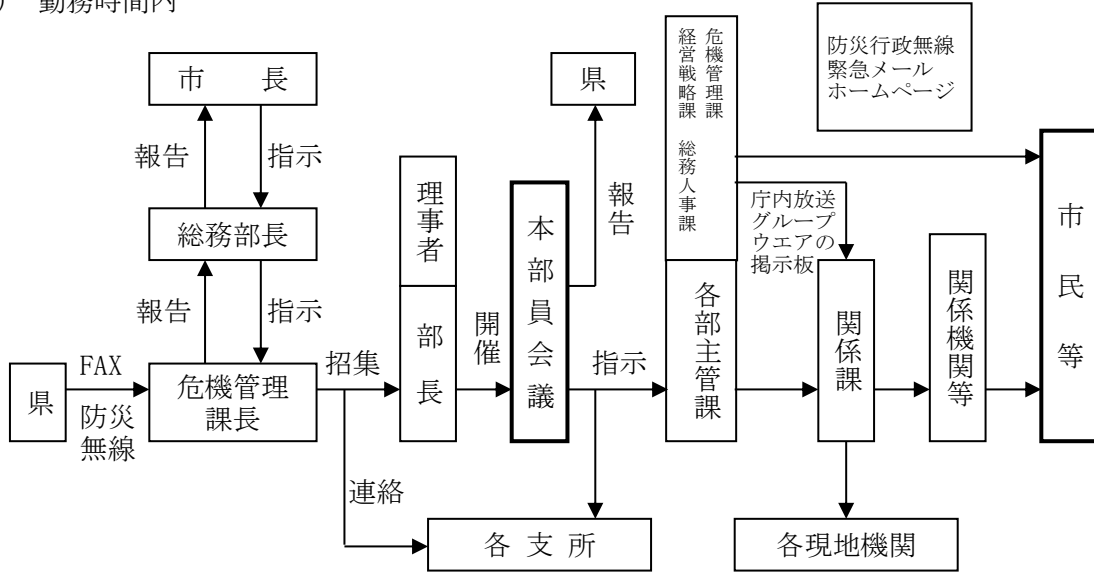 勤務時間内
市　　長
報告
指示
総務部長
報告
指示
県
FAX
防災
無線
危機管理
課長
招集
連絡
理事者
部長
開催
本部員会議
県
報告
指示
各支所
危機管理課
経営戦略課　総務人事課
各部主管課
防災行政無線
緊急メール
ホームページ
庁内放送
グループ
ウエアの
掲示板
関係課
各現地機関
関係機関等
市民等